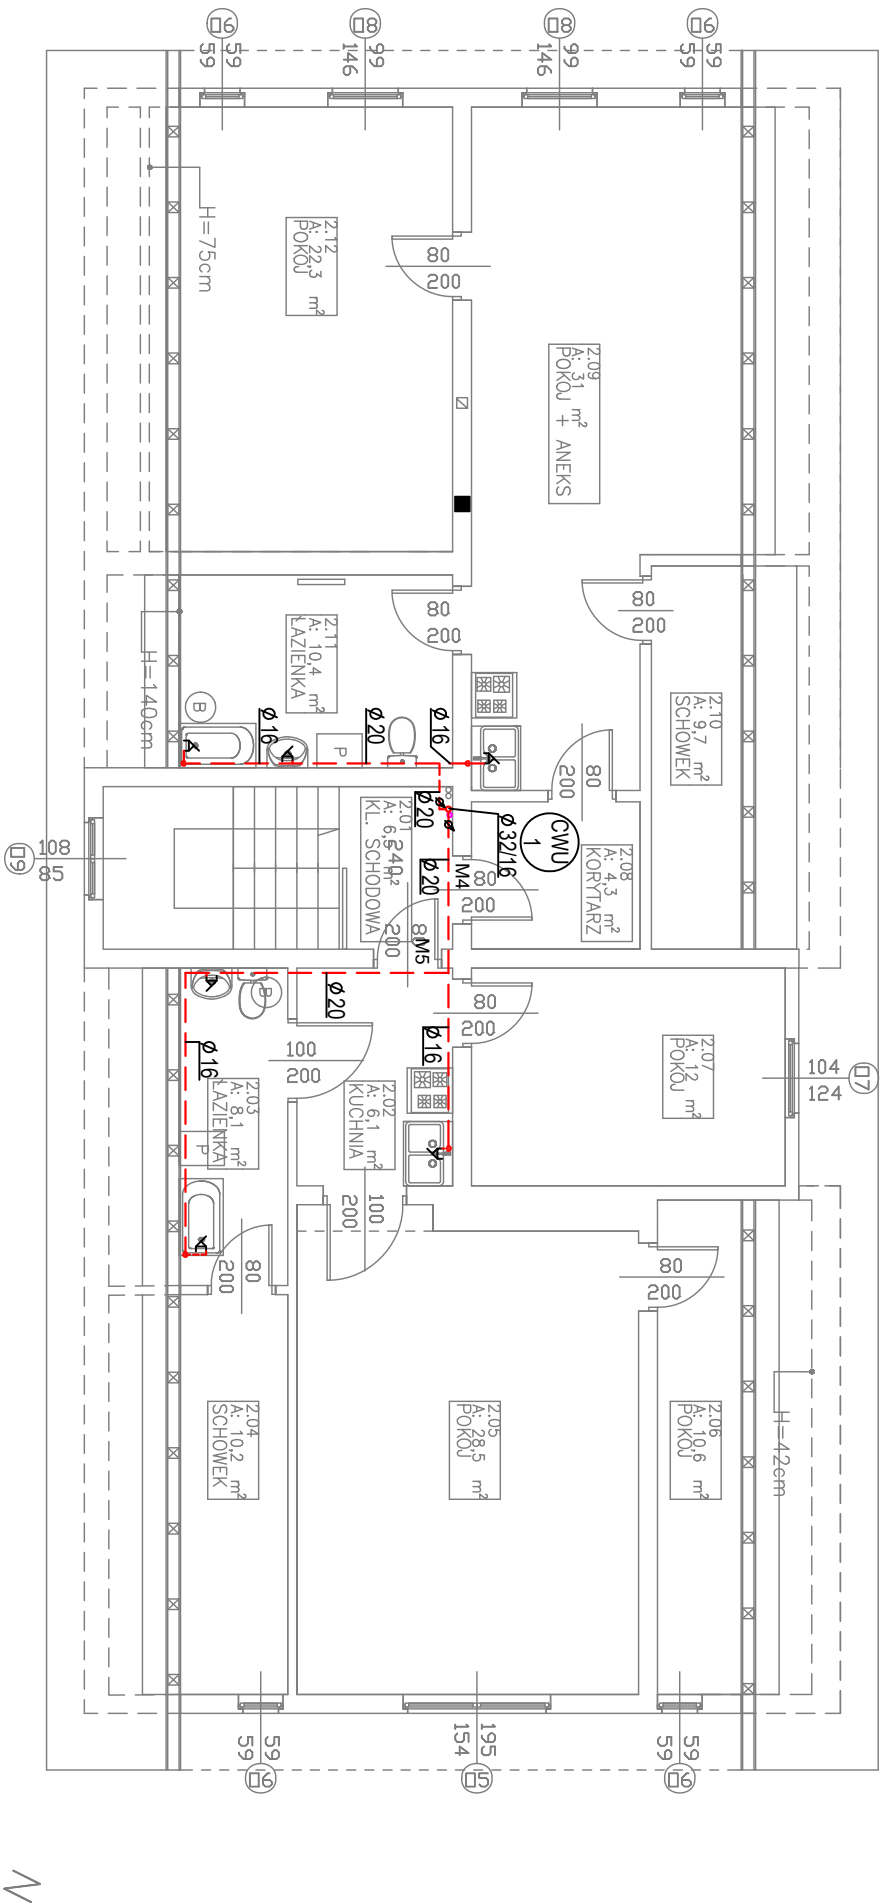 O6
59
59
O8
99
146
O8
99
146
O6
59
59
H=75cm
2.12
A: 22,3 m²
POKÓJ
80
200
2.09
A: 31 m²
POKÓJ + ANEKS
2.11
A: 10,4 m²
ŁAZIENKA
80
200
80
200
2.10
A: 9,7 m²
SCHOWEK
H=140cm
B
Ø16
Ø20
P
Ø16
80
200
Ø20
Ø32/16
CWU
1
2.01
KL. SCHODOWA
240
Ø20
M4
80
200
2.08
A: 4,3 m²
KORYTARZ
O9
108
85
80
200
M5
Ø20
80
200
2.07
A: 12 m²
POKÓJ
104
124
O7
B
Ø16
100
200
Ø16
2.03
A: 8,1 m²
ŁAZIENKA
P
2.02
A: 6,1 m²
KUCHNIA
100
200
80
200
80
200
2.04
A: 10,2 m²
SCHOWEK
2.05
A: 28,5 m²
POKÓJ
2.06
A: 10,6 m²
POKÓJ
H=42cm
59
59
O6
195
154
O5
59
59
O6
N